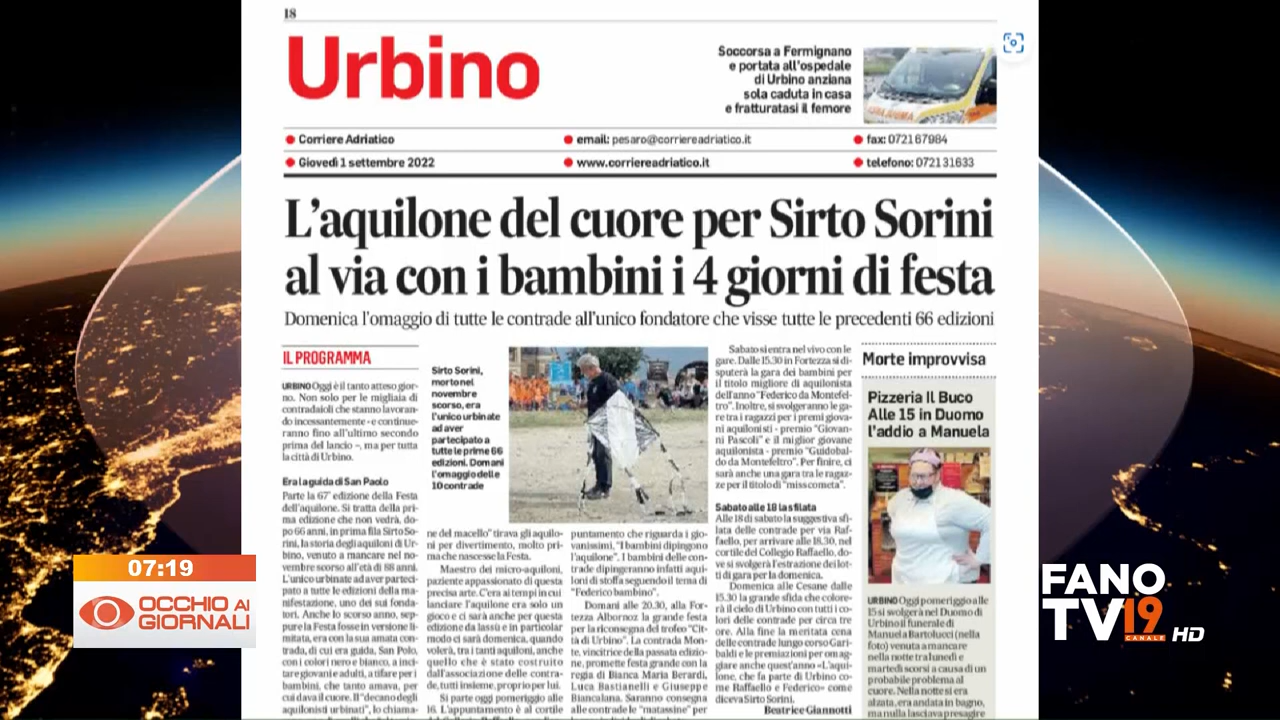 18
Urbino
Soccorsa a Fermignano
e portata all'ospedale
di Urbino anziana
sola caduta in casa
e fratturatasi il femore
Corriere Adriatico
email: pesaro@corriereadriatico.it
fax: 072167984
Giovedì 1 settembre 2022
www.corriereadriatico.it
telefono: 072131633
L'aquilone del cuore per Sirto Sorini
al via con i bambini i 4 giorni di festa
Domenica l'omaggio di tutte le contrade all'unico fondatore che visse tutte le precedenti 66 edizioni
IL PROGRAMMA
URBINO Oggi è il tanto atteso gior-
no. Non solo per le migliaia di
contradaioli che stanno lavoran-
do incessantemente - e continue-
ranno fino all'ultimo secondo
prima del lancio -, ma per tutta
la città di Urbino.
Era la guida di San Paolo
Parte la 67ª edizione della Festa
dell'Aquilone. Si tratta della pri-
ma edizione che non vedrà, do-
po 66 anni, in prima fila Sirto So-
rini, la storia degli aquiloni di Ur-
bino, venuto a mancare nel no-
vembre scorso all'età di 88 anni.
L'unico urbinate ad aver parteci-
pato a tutte le edizioni della ma-
nifestazione, uno dei sui fonda-
tori. Anche lo scorso anno, sep-
pure la Festa fosse in versione li-
mitata, era con la sua amata con-
trada, di cui era guida, San Polo,
con i colori nero e bianco, a inci-
tare giovani e adulti, a tifare per i
bambini, che tanto amava, per
cui dava il cuore. Il "decano degli
aquilonisti urbinati", lo chiama-
Sirto Sorini,
morto nel
novembre
scorso, era
l'unico urbinate
ad aver
partecipato a
tutte le prime 66
edizioni. Domani
l'omaggio delle
10 contrade
ne del macello" tirava gli aquilo-
ni per divertimento, molto pri-
ma che nascesse la Festa.
Maestro dei micro-aquiloni,
paziente appassionato di questa
precisa arte. C'era ai tempi in cui
lanciare l'aquilone era solo un
gioco e ci sarà anche per questa
edizione da lassù e in particolar
modo ci sarà domenica, quando
volerà, tra i tanti aquiloni, anche
quello che è stato costruito
dall'associazione delle contra-
de, tutti insieme, proprio per lui.
Si parte oggi pomeriggio alle
16. L'appuntamento è al cortile
puntamento che riguarda i gio-
vanissimi, "I bambini dipingono
l'aquilone". I bambini delle con-
trade dipingeranno infatti aqui-
loni di stoffa seguendo il tema di
"Federico bambino".
Domani alle 20.30, alla For-
tezza Albornoz la grande festa
per la riconsegna del trofeo "Cit-
tà di Urbino". La contrada Mon-
te, vincitrice della passata edizio-
ne, promette festa grande con la
regia di Bianca Maria Berardi,
Luca Bastianelli e Giuseppe
Biancalana. Saranno consegna-
te alle contrade le "matassine" per
Sabato si entra nel vivo con le
gare. Dalle 15.30 in Fortezza si di-
sputerà la gara dei bambini per
il titolo migliore di aquilonista
dell'anno "Federico da Montefel-
tro". Inoltre, si svolgeranno le ga-
re tra i ragazzi per i premi giova-
ni aquilonisti - premio "Giovan-
ni Pascoli" e il miglior giovane
aquilonista - premio "Guidobal-
do da Montefeltro". Per finire, ci
sarà anche una gara tra le ragaz-
ze per il titolo di "miss cometa".
Sabato alle 18 la sfilata
Alle 18 di sabato la suggestiva sfi-
lata delle contrade per via Raf-
faello, per arrivare alle 18.30, nel
cortile del Collegio Raffaello, do-
ve si svolgerà l'estrazione dei lot-
ti di gara per la domenica.
Domenica alle Cesane dalle
15.30 la grande sfida che colore-
rà il cielo di Urbino con tutti i co-
lori delle contrade per circa tre
ore. Alla fine la meritata cena
delle contrade lungo corso Gari-
baldi e le premiazioni per omag-
giare anche quest'anno «L'aqui-
lone, che fa parte di Urbino co-
me Raffaello e Federico» come
diceva Sirto Sorini.
Beatrice Giannotti
Morte improvvisa
Pizzeria Il Buco
Alle 15 in Duomo
l'addio a Manuela
URBINO Oggi pomeriggio alle
15 si svolgerà nel Duomo di
Urbino il funerale di
Manuela Bartolucci (nella
foto) venuta a mancare
nella notte tra lunedì e
martedì scorsi a causa di un
probabile problema al
cuore. Nella notte si era
alzata, era andata in bagno,
ma nulla lasciava presagire
07:19
OCCHIO AI
GIORNALI
FANO
TV19
CANALE HD